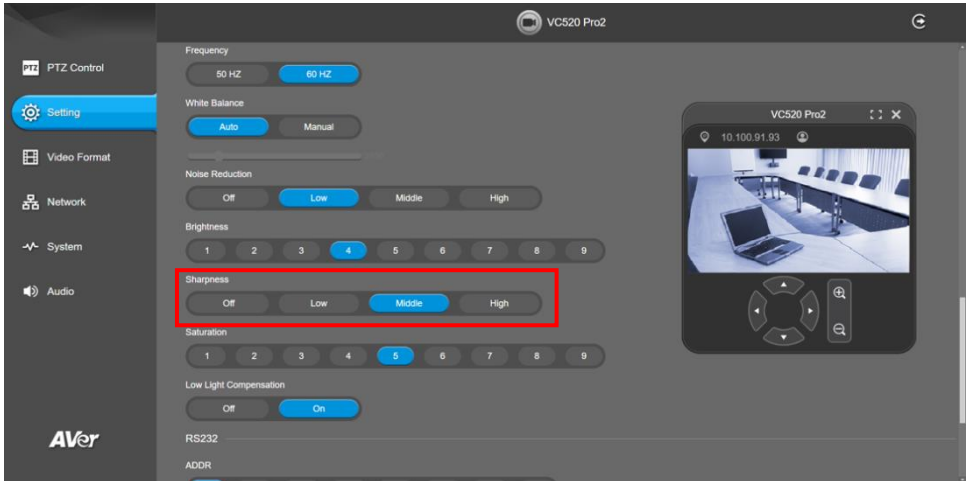 VC520 Pro2
PTZ PTZ Control
Setting
Video Format
Network
System
Audio
AVer
Frequency
50 HZ 60 HZ
White Balance
Auto Manual
Noise Reduction
Off Low Middle High
Brightness
1 2 3 4 5 6 7 8 9
Sharpness
Off Low Middle High
Saturation
1 2 3 4 5 6 7 8 9
Low Light Compensation
Off On
RS232
ADDR
VC520 Pro2
10.100.91.93